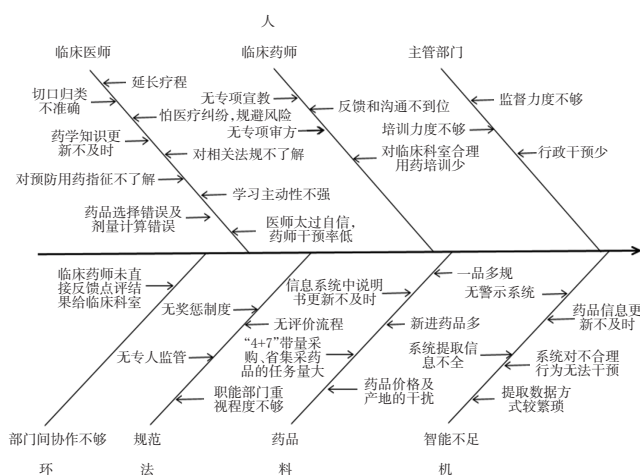 人
临床医师
临床药师
主管部门
延长疗程
切口归类
不准确
怕医疗纠纷,规避风险
药学知识更
新不及时
对相关法规不了解
对预防用药指征不了解
学习主动性不强
药品选择错误及
剂量计算错误
医师太过自信,
药师干预率低
无专项宣教
反馈和沟通不到位
无专项审方
对临床科室合理
用药培训少
监督力度不够
培训力度不够
行政干预少
临床药师未直
接反馈点评结
果给临床科室
无奖惩制度
无评价流程
无专人监管
职能部门重
视程度不够
一品多规
信息系统中说明
书更新不及时
新进药品多
“4+7”带量采
购、省集采药
品的任务量大
药品价格及
产地的干扰
无警示系统
药品信息更
新不及时
系统提取信
息不全
系统对不合理
行为无法干预
提取数据方
式较繁琐
部门间协作不够
规范
药品
智能不足
环
法
料
机